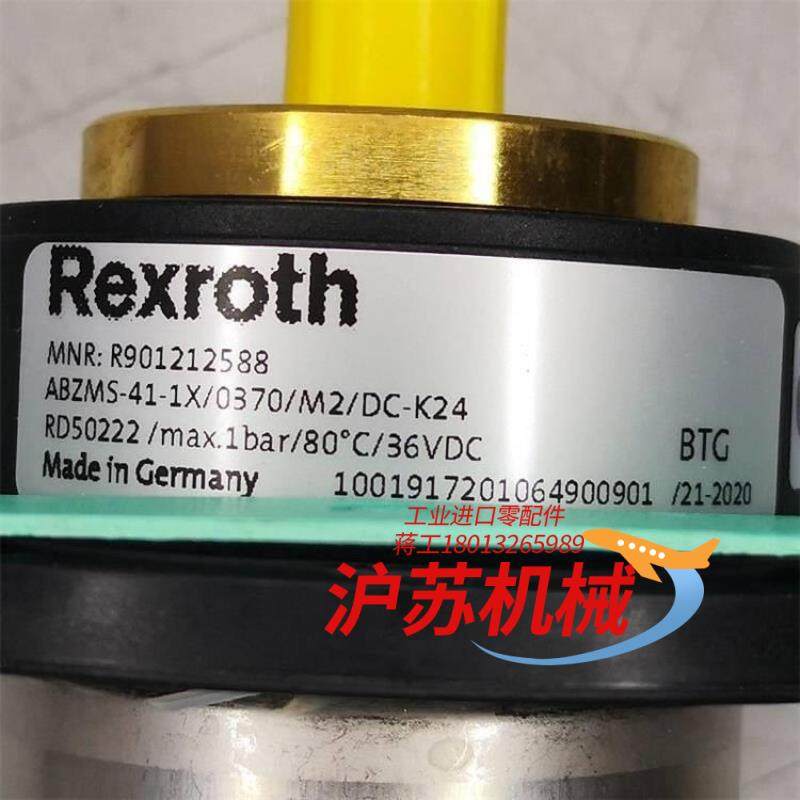 Rexroth
MNR: R901212588
ABZMS-41-1X/0370/M2/DC-K24
RD50222 /max.1bar/80°C/36VDC
BTG
Made in Germany
1001917201064900901 /21-2020
工业进口零配件
蒋工18013265989
沪苏机械